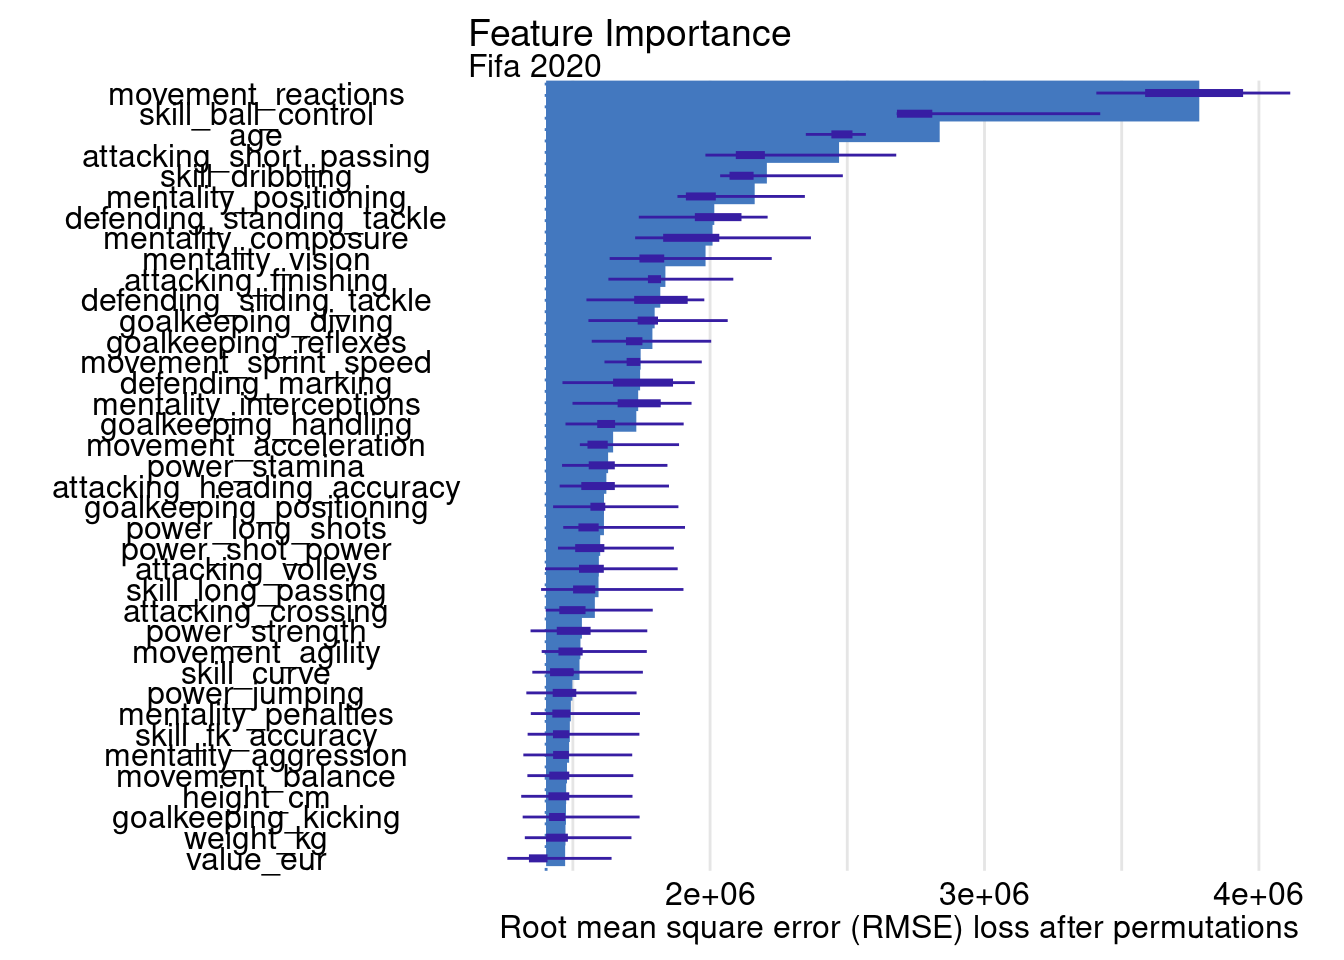 Feature Importance
Fifa 2020
movement_reactions
skill_ball_control
age
attacking_short_passing
skill_dribbling
mentality_positioning
defending_standing_tackle
mentality_composure
mentality_vision
attacking_finishing
defending_sliding_tackle
goalkeeping_diving
goalkeeping_reflexes
movement_sprint_speed
defending_marking
mentality_interceptions
goalkeeping_handling
movement_acceleration
power_stamina
attacking_heading_accuracy
goalkeeping_positioning
power_long_shots
power_shot_power
attacking_volleys
skill_long_passing
attacking_crossing
power_strength
movement_agility
skill_curve
power_jumping
mentality_penalties
skill_fk_accuracy
mentality_aggression
movement_balance
height_cm
goalkeeping_kicking
weight_kg
value_eur
2e+06 3e+06 4e+06
Root mean square error (RMSE) loss after permutations